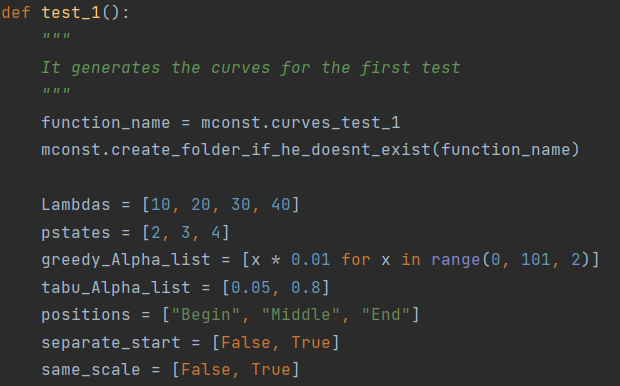 def test_1():
    """
    It generates the curves for the first test
    """
    function_name = mconst.curves_test_1
    mconst.create_folder_if_he_doesnt_exist(function_name)

    Lambdas = [10, 20, 30, 40]
    pstates = [2, 3, 4]
    greedy_Alpha_list = [x * 0.01 for x in range(0, 101, 2)]
    tabu_Alpha_list = [0.05, 0.8]
    positions = ["Begin", "Middle", "End"]
    separate_start = [False, True]
    same_scale = [False, True]